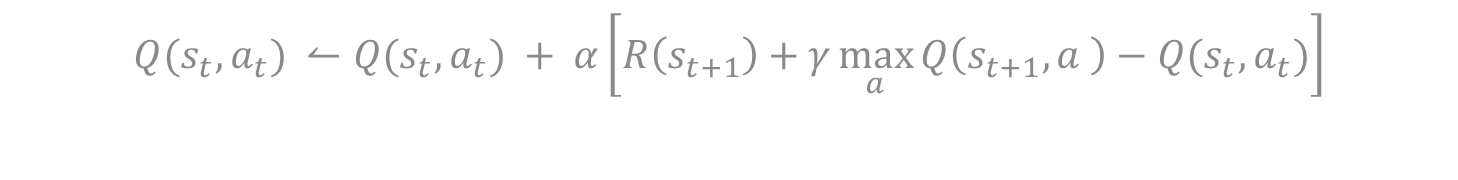 Q(s_t, a_t) ↼ Q(s_t, a_t) + α [R(s_{t+1}) + γ max_a Q(s_{t+1}, a ) − Q(s_t, a_t)]